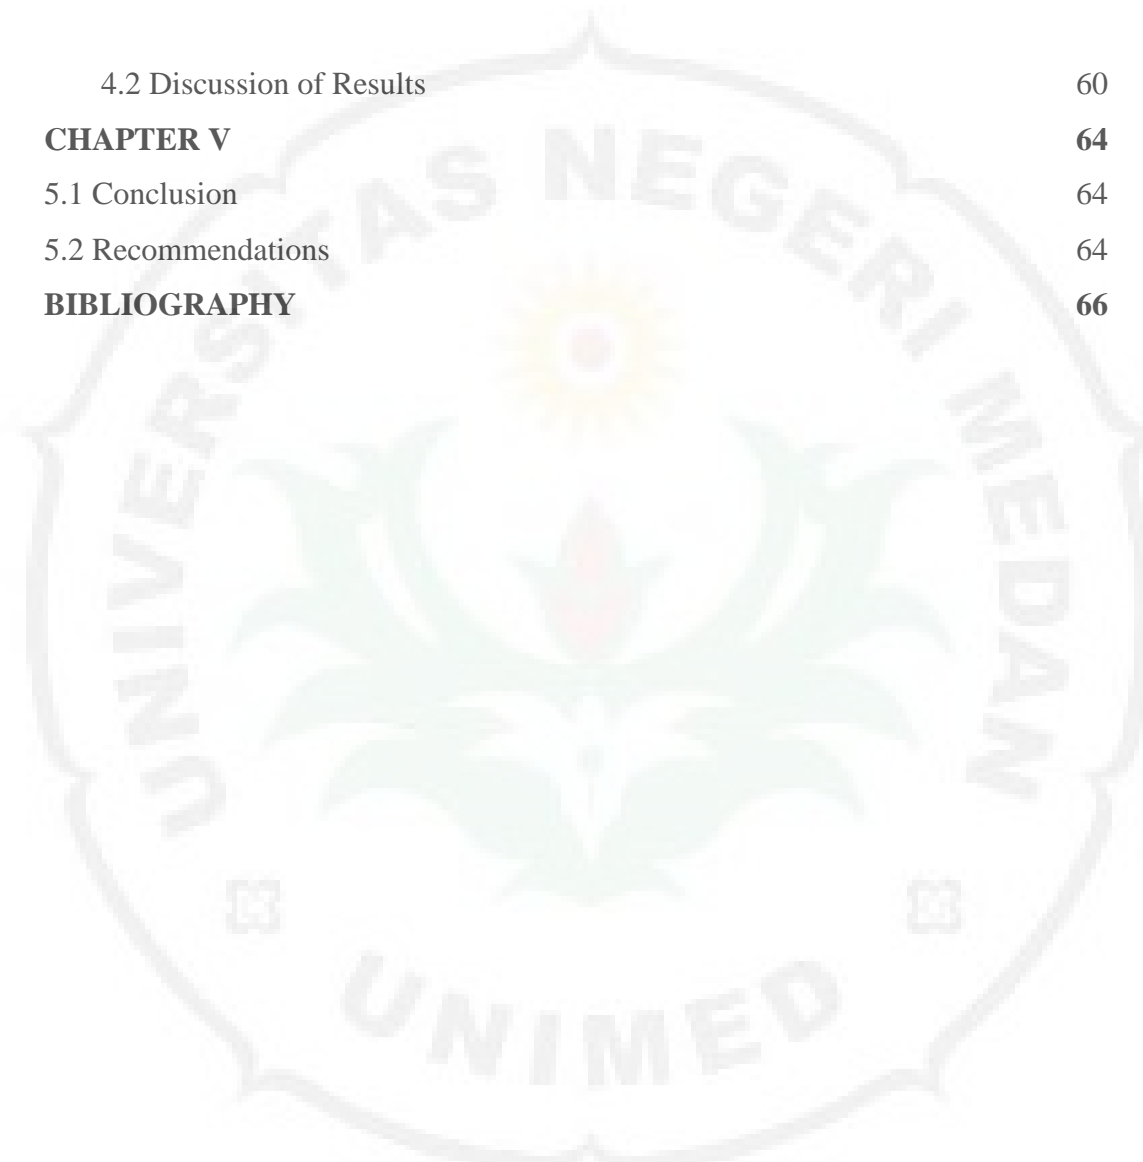 4.2 Discussion of Results 60
CHAPTER V 64
5.1 Conclusion 64
5.2 Recommendations 64
BIBLIOGRAPHY 66
UNIVERSITAS NEGERI MEDAN
UNIMED